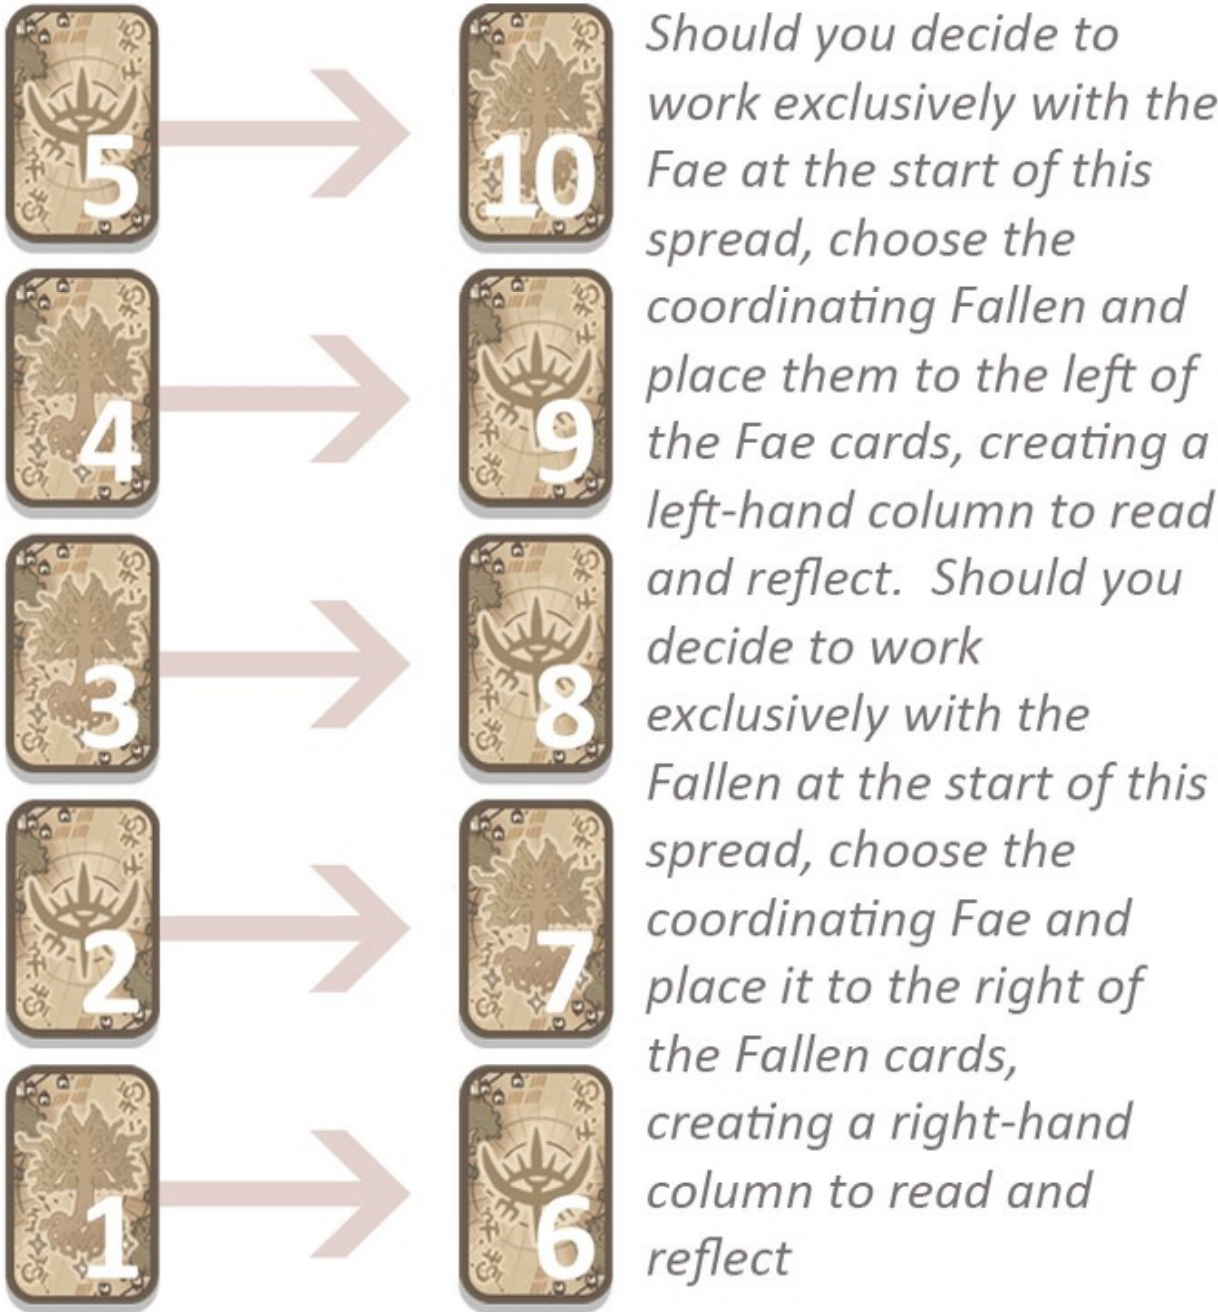 5
10
4
9
3
8
2
7
1
6
Should you decide to
work exclusively with the
Fae at the start of this
spread, choose the
coordinating Fallen and
place them to the left of
the Fae cards, creating a
left-hand column to read
and reflect.  Should you
decide to work
exclusively with the
Fallen at the start of this
spread, choose the
coordinating Fae and
place it to the right of
the Fallen cards,
creating a right-hand
column to read and
reflect